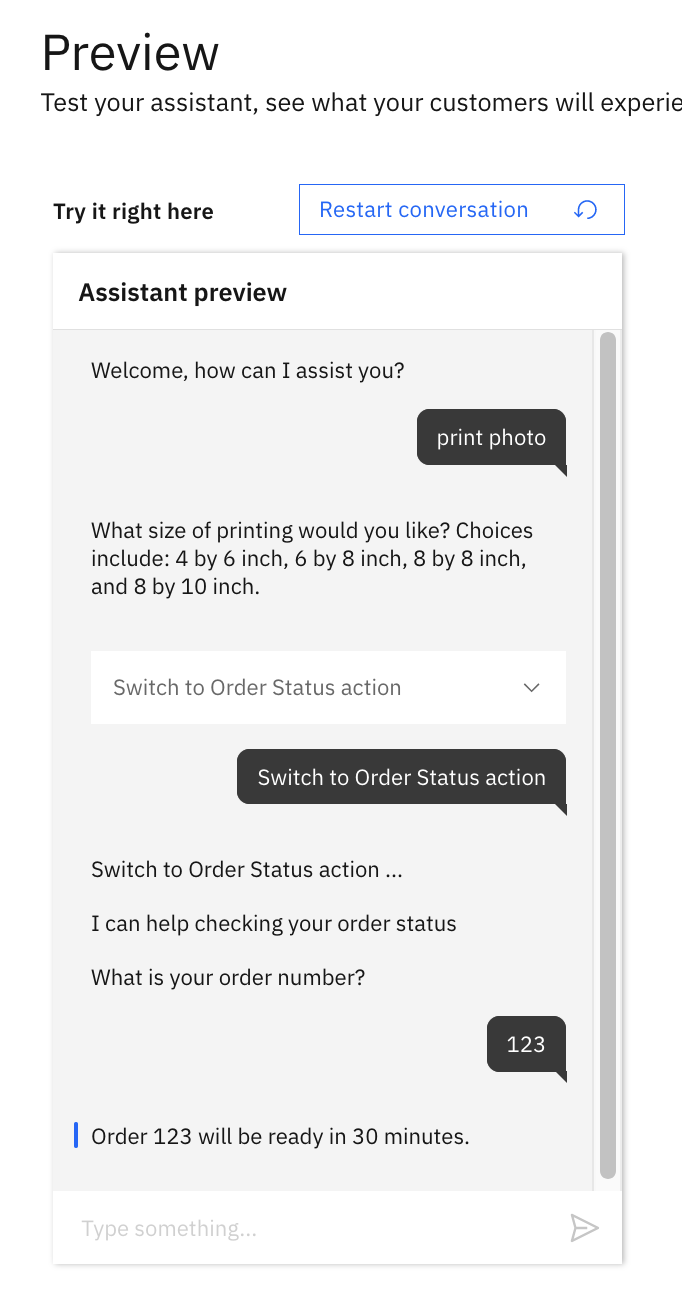 Preview
Test your assistant, see what your customers will experie
Try it right here
Restart conversation
Assistant preview
Welcome, how can I assist you?
print photo
What size of printing would you like? Choices
include: 4 by 6 inch, 6 by 8 inch, 8 by 8 inch,
and 8 by 10 inch.
Switch to Order Status action
Switch to Order Status action
Switch to Order Status action ...
I can help checking your order status
What is your order number?
123
Order 123 will be ready in 30 minutes.
Type something...